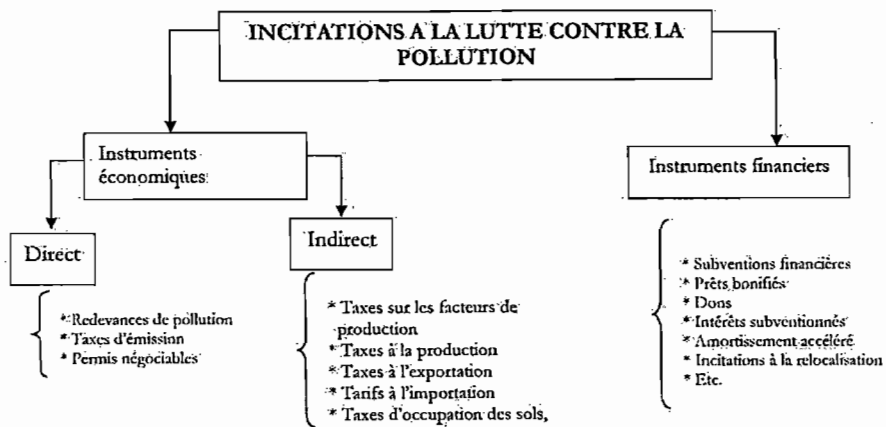 INCITATIONS A LA LUTTE CONTRE LA
POLLUTION
Instruments
économiques
Instruments financiers
Direct
Indirect
* Redevances de pollution
* Taxes d'émission
* Permis négociables
* Taxes sur les facteurs de
production
* Taxes à la production
* Taxes à l'exportation
* Tarifs à l'importation
* Taxes d'occupation des sols,
* Subventions financières
* Prêts bonifiés
* Dons
* Intérêts subventionnés
* Amortissement accéléré
* Incitations à la relocalisation
* Etc.